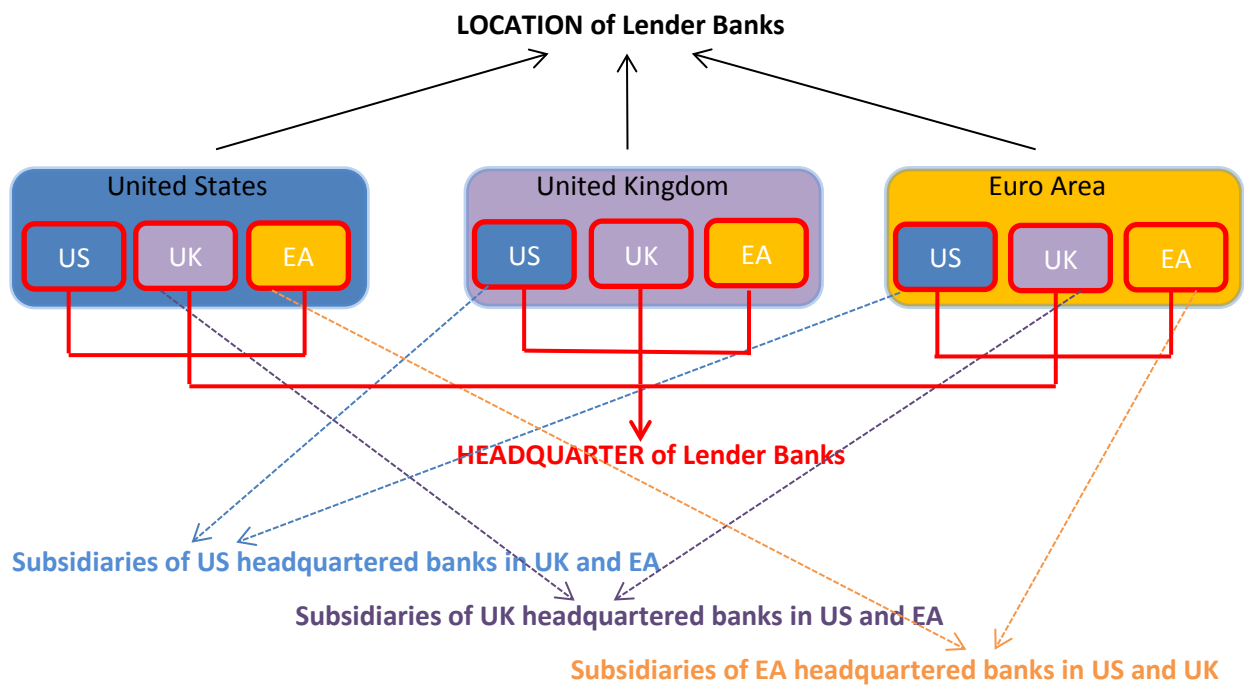 LOCATION of Lender Banks
United States
US
UK
EA
United Kingdom
US
UK
EA
Euro Area
US
UK
EA
HEADQUARTER of Lender Banks
Subsidiaries of US headquartered banks in UK and EA
Subsidiaries of UK headquartered banks in US and EA
Subsidiaries of EA headquartered banks in US and UK